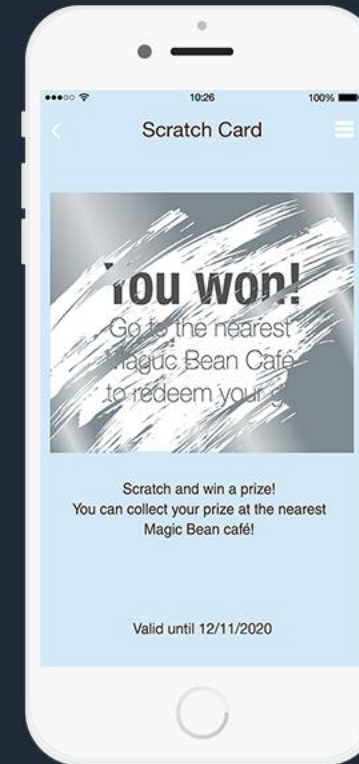 10:26
100%
Scratch Card
You won!
Go to the nearest
Maguc Bean Café
to redeem your
Scratch and win a prize!
You can collect your prize at the nearest
Magic Bean café!
Valid until 12/11/2020